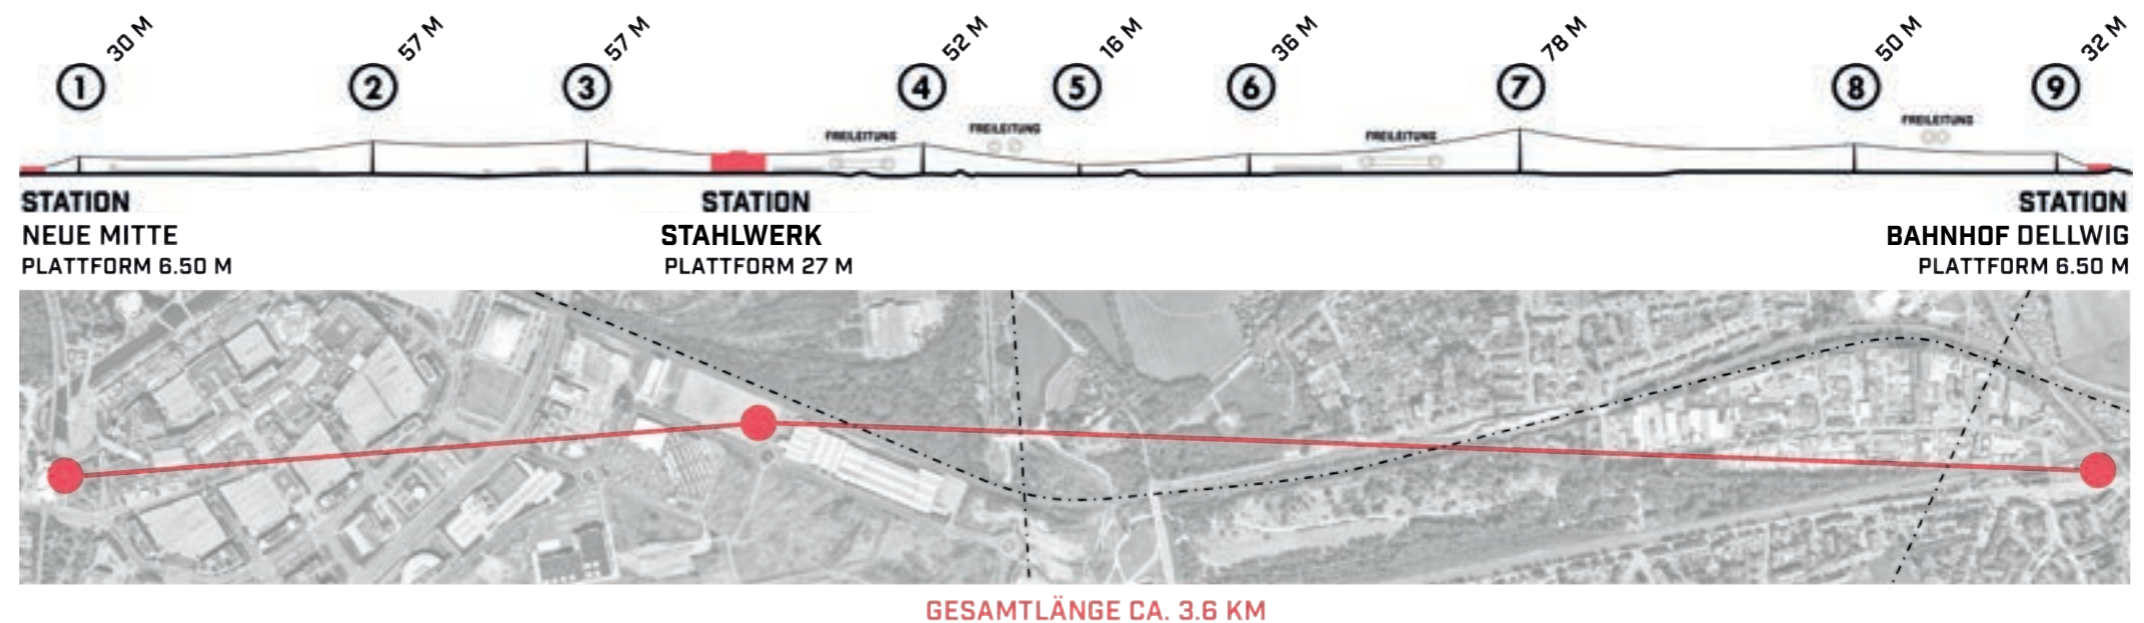 30 M 57 M 57 M 52 M 16 M 36 M 78 M 50 M 32 M
1 2 3 4 5 6 7 8 9
FREILEITUNG FREILEITUNG FREILEITUNG FREILEITUNG
STATION
NEUE MITTE
PLATTFORM 6.50 M
STATION
STAHLWERK
PLATTFORM 27 M
STATION
BAHNHOF DELLWIG
PLATTFORM 6.50 M
GESAMTLÄNGE CA. 3.6 KM